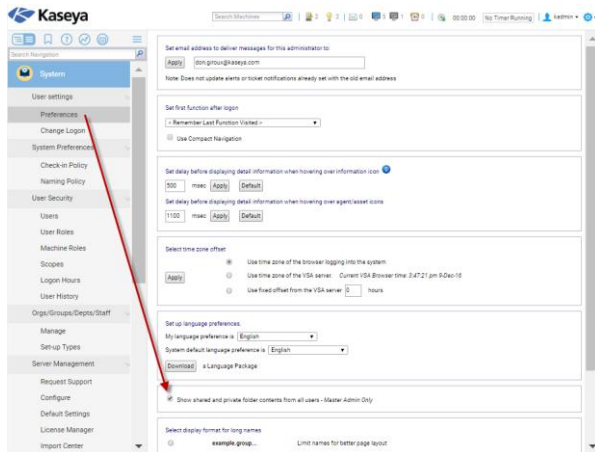 Kaseya
Search Machines
00:00:00 No Timer Running kadmin
Search Navigation
System
User settings
Preferences
Change Logon
System Preferences
Check-in Policy
Naming Policy
User Security
Users
User Roles
Machine Roles
Scopes
Logon Hours
User History
Orgs/Groups/Depts/Staff
Manage
Set-up Types
Server Management
Request Support
Configure
Default Settings
License Manager
Import Center
Set email address to deliver messages for this administrator to:
Apply don.giroux@kaseya.com
Note: Does not update alerts or ticket notifications already set with the old email address
Set first function after logon
- Remember Last Function Visited -
Use Compact Navigation
Set delay before displaying detail information when hovering over information icon
500 msec Apply Default
Set delay before displaying detail information when hovering over agent/asset icons
1100 msec Apply Default
Select time zone offset
Use time zone of the browser logging into the system
Apply Use time zone of the VSA server. Current VSA Browser time: 3:47:21 pm 9-Dec-16
Use fixed offset from the VSA server 0 hours
Set up language preferences.
My language preference is English
System default language preference is English
Download a Language Package
Show shared and private folder contents from all users - Master Admin Only
Select display format for long names
example.group... Limit names for better page layout